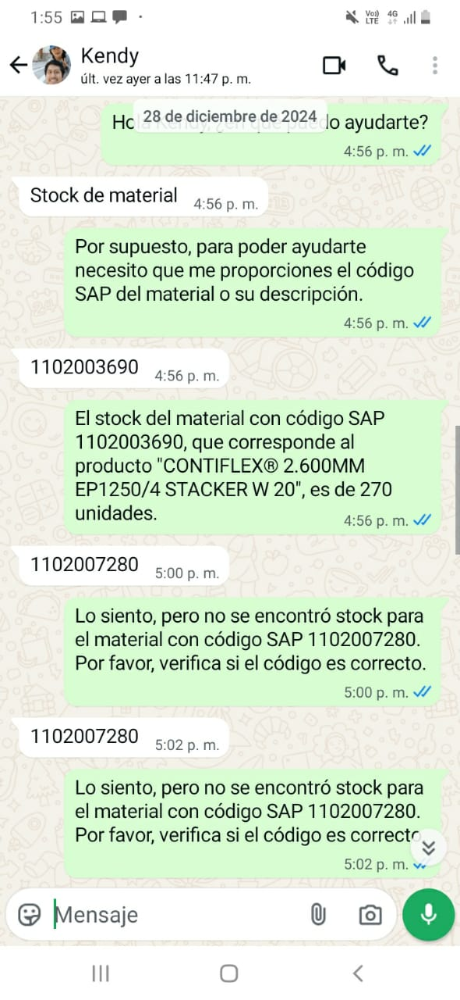 1:55
Vo))
LTE
4G
Kendy
últ. vez ayer a las 11:47 p. m.
28 de diciembre de 2024
lo ayudarte?
4:56 p. m.
Stock de material
4:56 p. m.
Por supuesto, para poder ayudarte
necesito que me proporciones el código
SAP del material o su descripción.
4:56 p. m.
1102003690
4:56 p. m.
El stock del material con código SAP
1102003690, que corresponde al
producto "CONTIFLEX® 2.600MM
EP1250/4 STACKER W 20", es de 270
unidades.
4:56 p. m.
1102007280
5:00 p. m.
Lo siento, pero no se encontró stock para
el material con código SAP 1102007280.
Por favor, verifica si el código es correcto.
5:00 p. m.
1102007280
5:02 p. m.
Lo siento, pero no se encontró stock para
el material con código SAP 1102007280.
Por favor, verifica si el código es correcto
5:02 p. m.
Mensaje